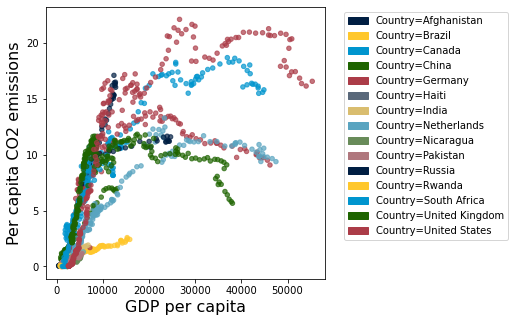 Per capita CO2 emissions
20
15
10
5
0
0
10000
20000
30000
40000
50000
GDP per capita
Country=Afghanistan
Country=Brazil
Country=Canada
Country=China
Country=Germany
Country=Haiti
Country=India
Country=Netherlands
Country=Nicaragua
Country=Pakistan
Country=Russia
Country=Rwanda
Country=South Africa
Country=United Kingdom
Country=United States